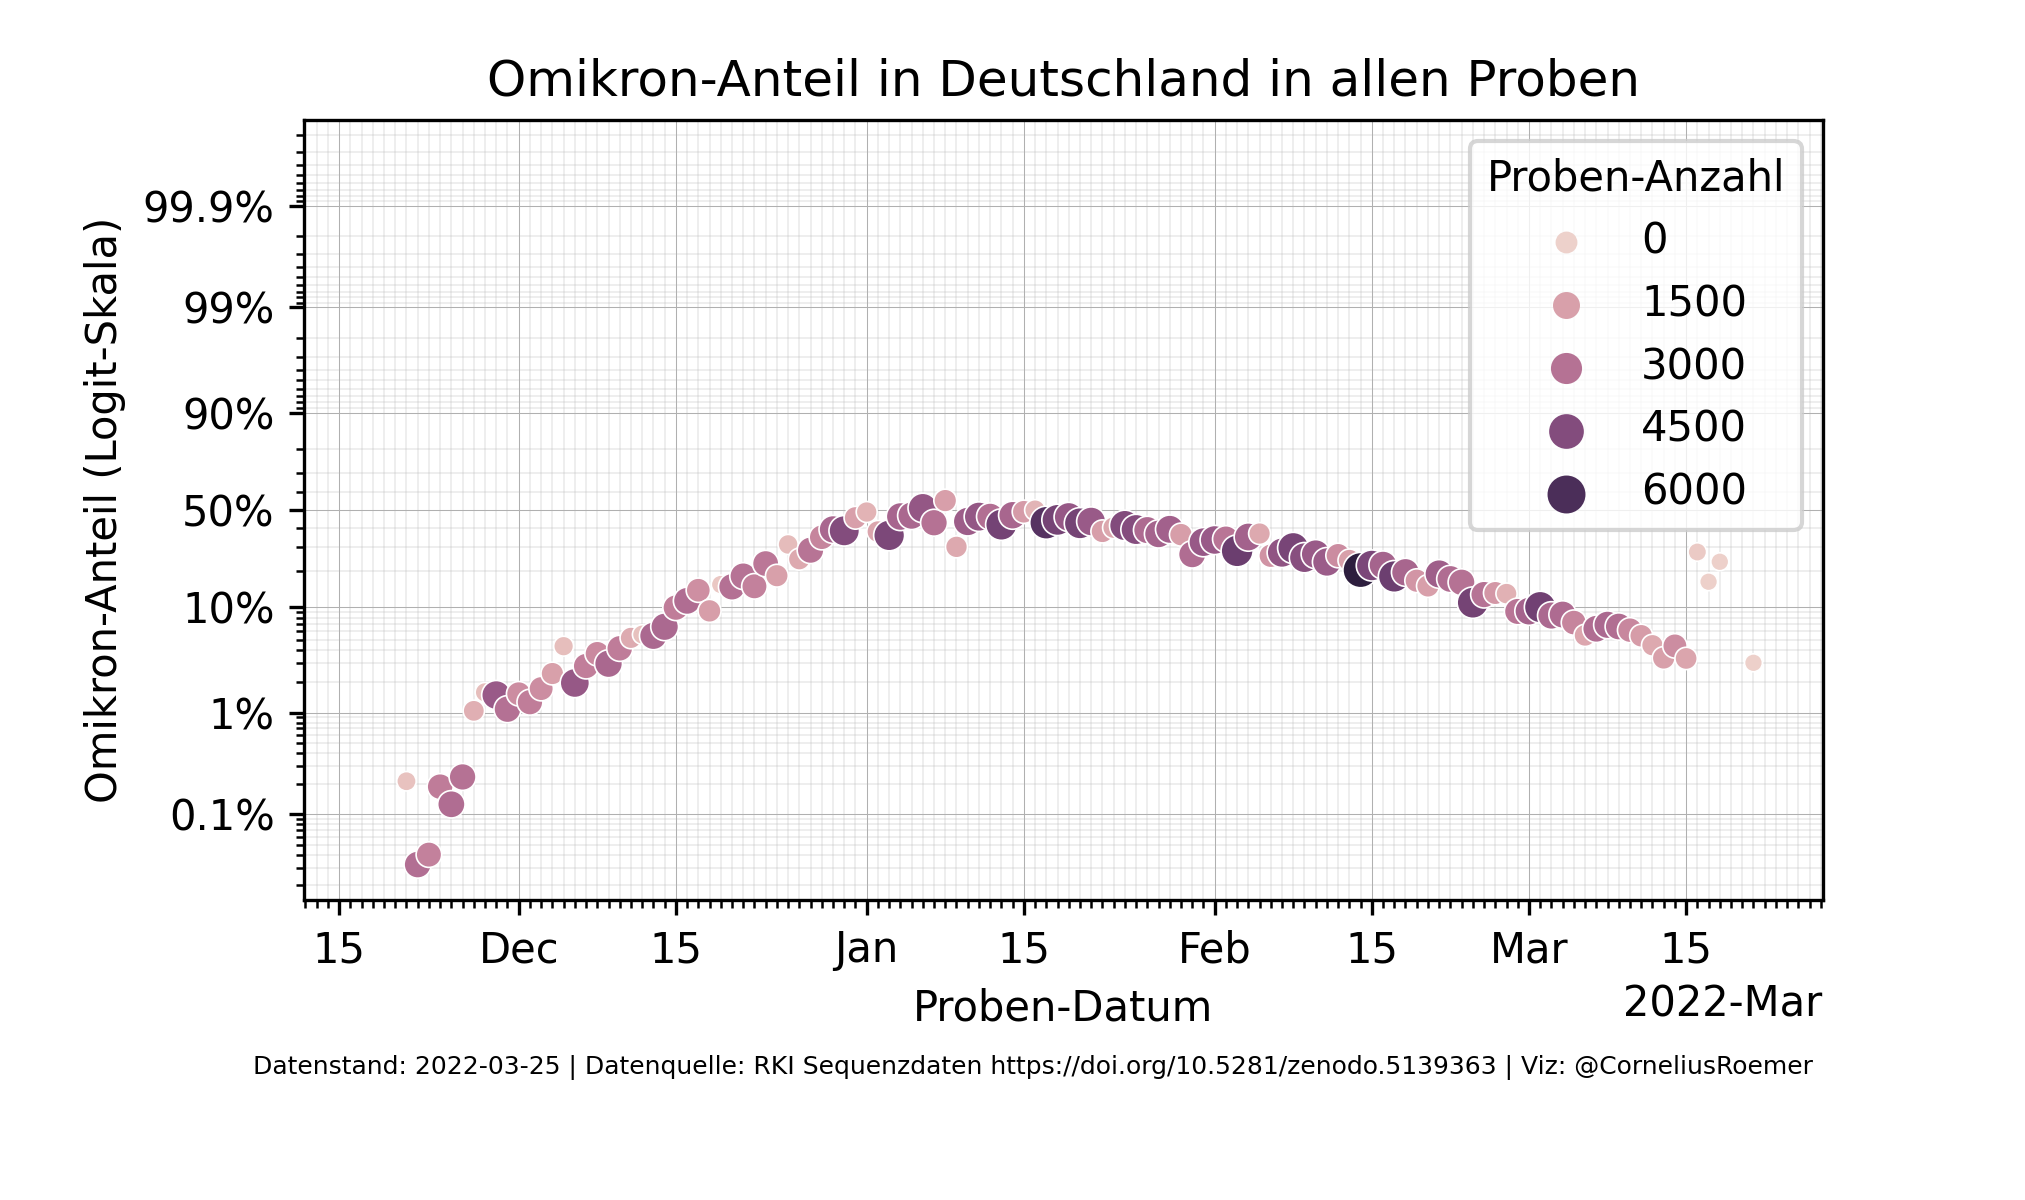 Omikron-Anteil in Deutschland in allen Proben
Omikron-Anteil (Logit-Skala)
99.9%
99%
90%
50%
10%
1%
0.1%
Proben-Anzahl
0
1500
3000
4500
6000
15 Dec 15 Jan 15 Feb 15 Mar 15
Proben-Datum
2022-Mar
Datenstand: 2022-03-25 | Datenquelle: RKI Sequenzdaten https://doi.org/10.5281/zenodo.5139363 | Viz: @CorneliusRoemer